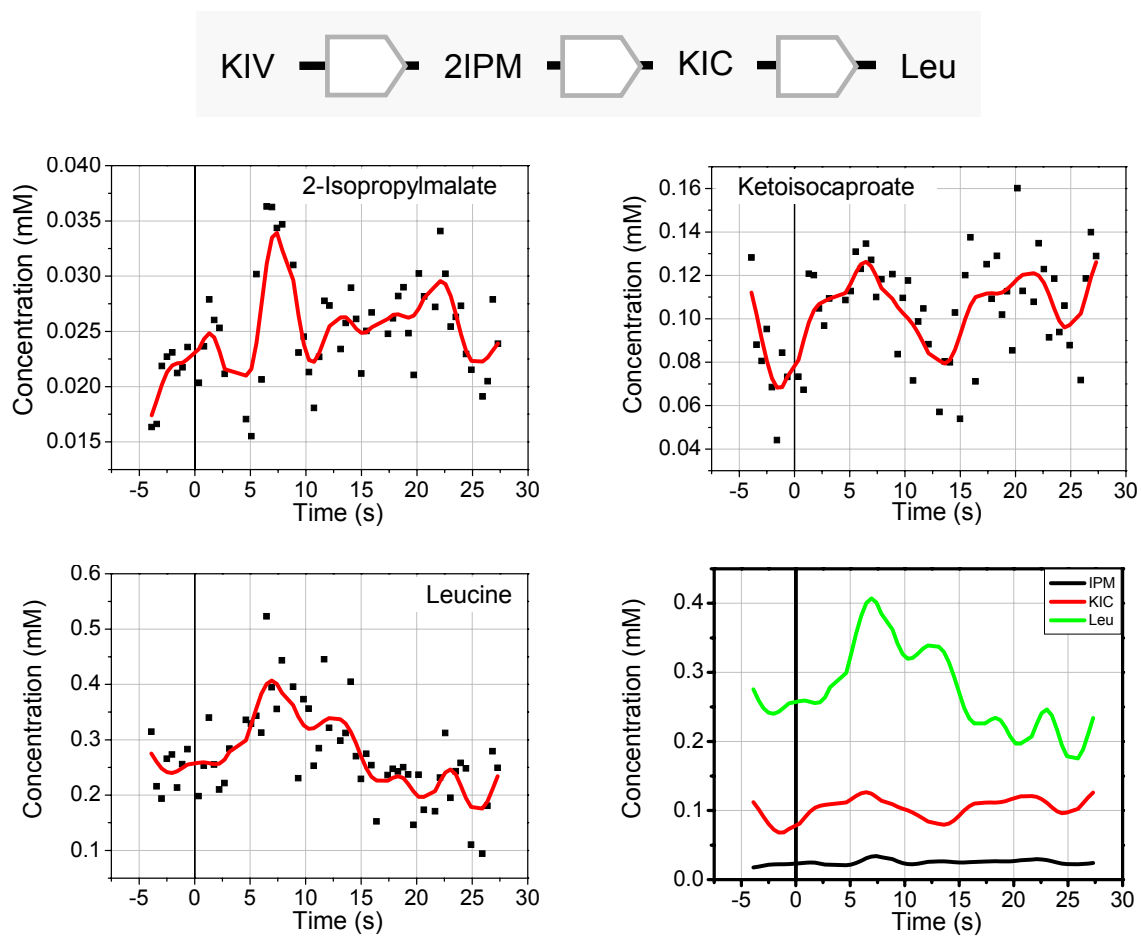 KIV 2IPM KIC Leu
2-Isopropylmalate
Concentration (mM)
0.040
0.035
0.030
0.025
0.020
0.015
-5 0 5 10 15 20 25 30
Time (s)
Ketoisocaproate
Concentration (mM)
0.16
0.14
0.12
0.10
0.08
0.06
0.04
-5 0 5 10 15 20 25 30
Time (s)
Leucine
Concentration (mM)
0.6
0.5
0.4
0.3
0.2
0.1
-5 0 5 10 15 20 25 30
Time (s)
IPM
KIC
Leu
Concentration (mM)
0.4
0.3
0.2
0.1
0.0
-5 0 5 10 15 20 25 30
Time (s)